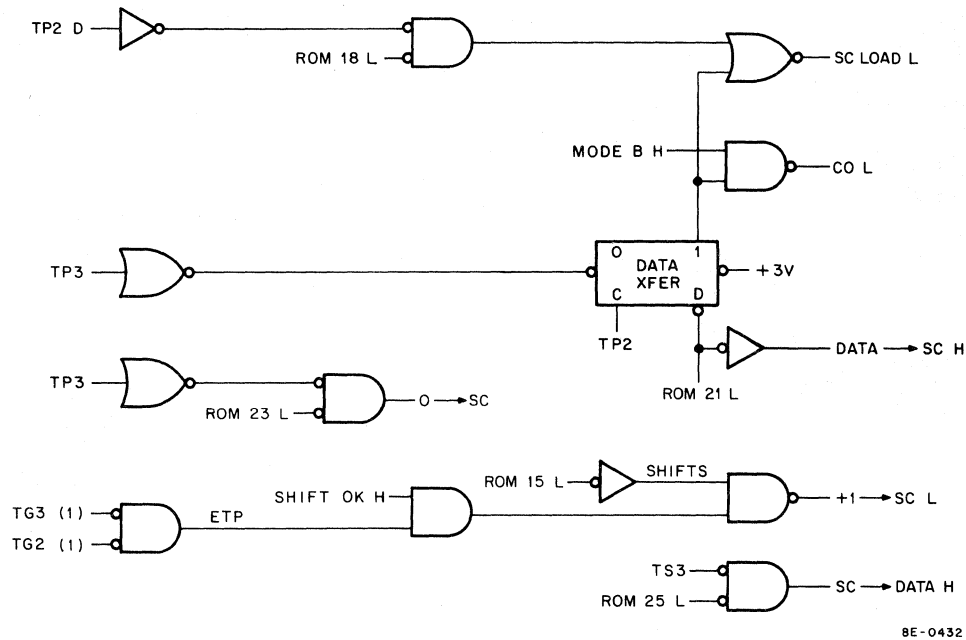 TP2 D
ROM 18 L
SC LOAD L
MODE B H
CO L
TP3
O 1
DATA
XFER
C D
+3V
TP2
DATA → SC H
ROM 21 L
TP3
ROM 23 L
O → SC
ROM 15 L
SHIFTS
SHIFT OK H
+1 → SC L
TG3 (1)
ETP
TG2 (1)
TS3
SC → DATA H
ROM 25 L
8E-0432